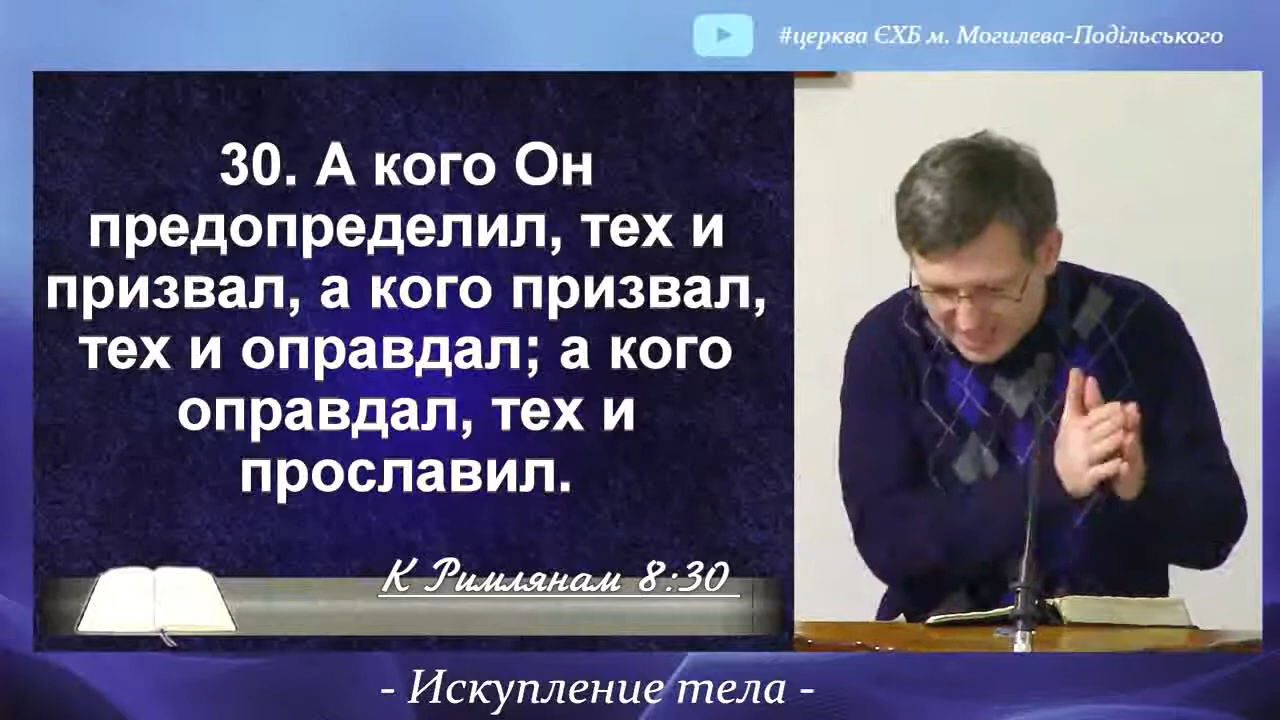 #церква ЄХБ м. Могилева-Подільського
30. А кого Он
предопределил, тех и
призвал, а кого призвал,
тех и оправдал; а кого
оправдал, тех и
прославил.
К Римлянам 8:30
- Искупление тела -